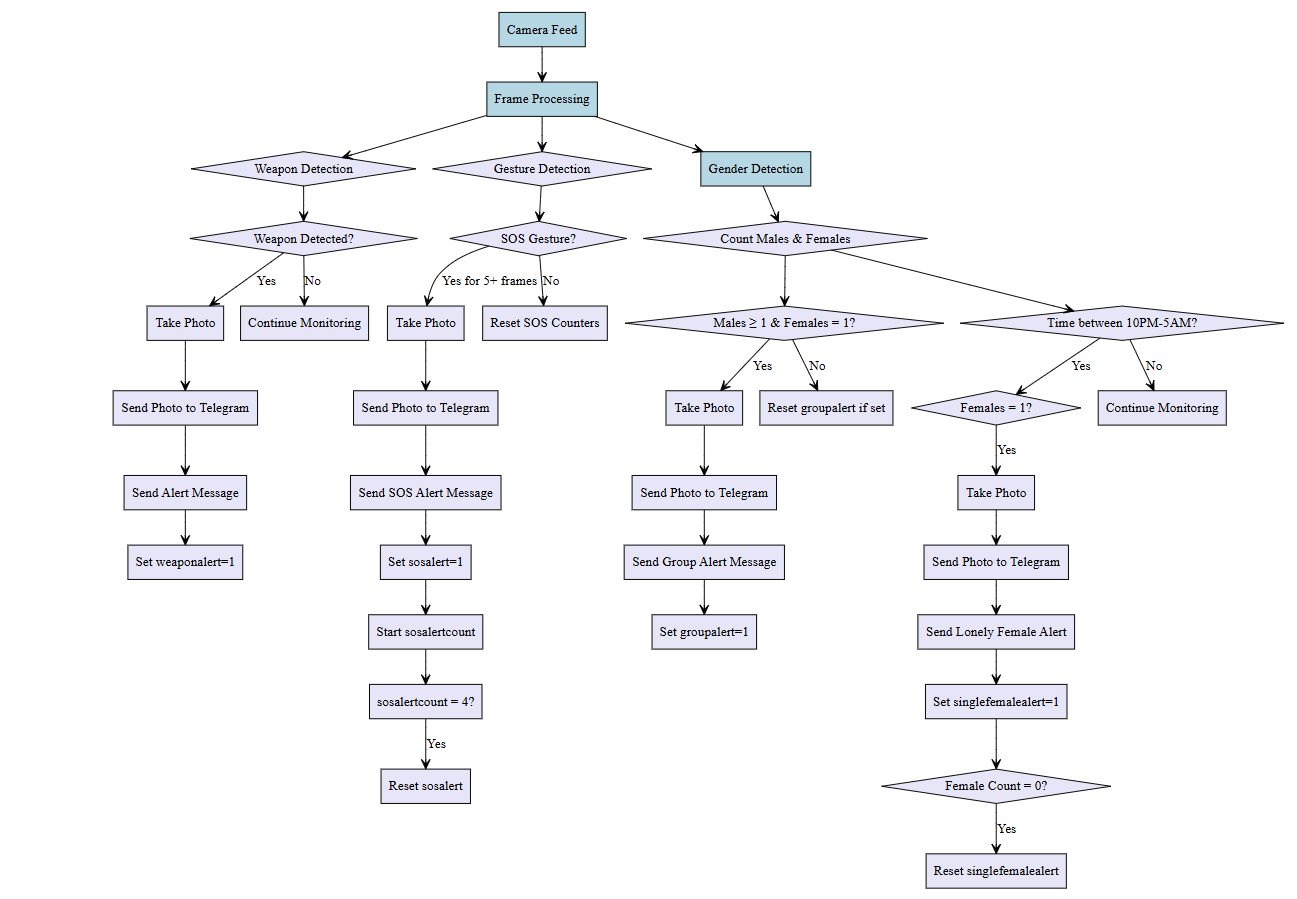 Camera Feed
Frame Processing
Weapon Detection
Gesture Detection
Gender Detection
Weapon Detected?
SOS Gesture?
Count Males & Females
Yes
No
Yes for 5+ frames
No
Take Photo
Continue Monitoring
Take Photo
Reset SOS Counters
Males ≥ 1 & Females = 1?
Time between 10PM-5AM?
Yes
No
Yes
No
Send Photo to Telegram
Send Photo to Telegram
Take Photo
Reset groupalert if set
Females = 1?
Continue Monitoring
Yes
Send Alert Message
Send SOS Alert Message
Send Photo to Telegram
Take Photo
Set weaponalert=1
Set sosalert=1
Send Group Alert Message
Send Photo to Telegram
Start sosalertcount
Set groupalert=1
Send Lonely Female Alert
sosalertcount = 4?
Set singlefemalealert=1
Yes
Reset sosalert
Female Count = 0?
Yes
Reset singlefemalealert